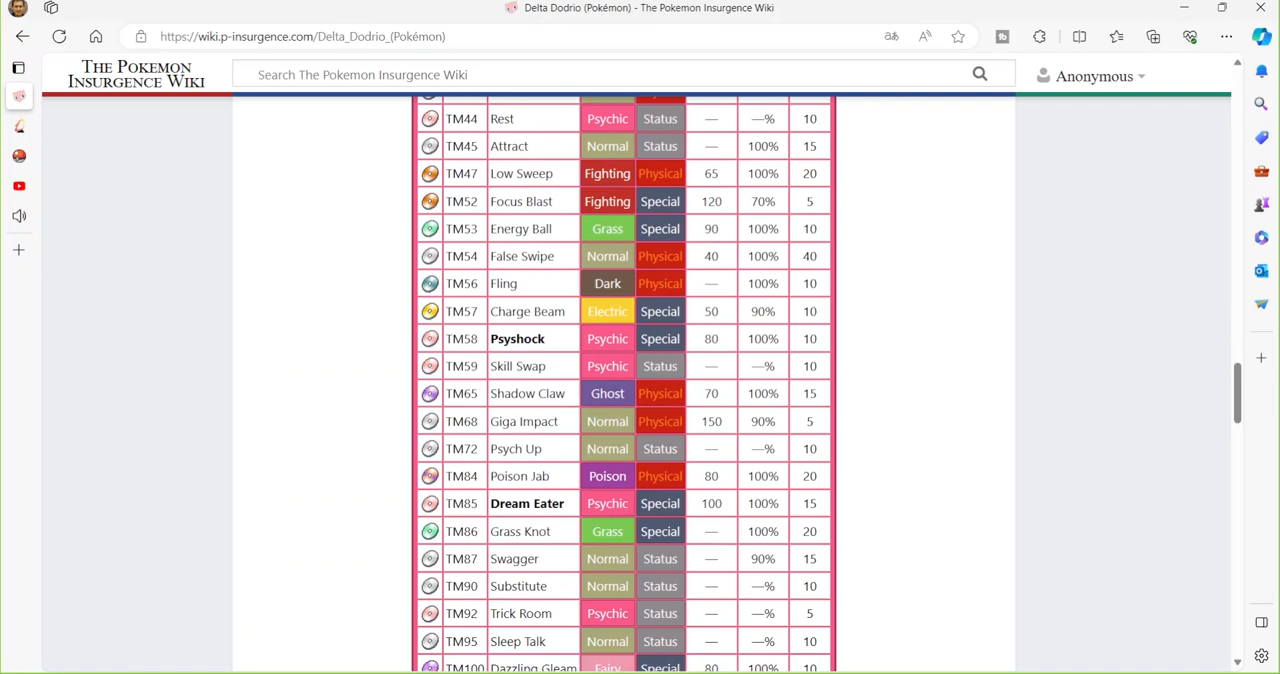 Delta Dodrio (Pokémon) - The Pokemon Insurgence Wiki
https://wiki.p-insurgence.com/Delta_Dodrio_(Pokémon)
THE POKEMON
INSURGENCE WIKI
Search The Pokemon Insurgence Wiki
Anonymous
TM44 Rest Psychic Status — —% 10
TM45 Attract Normal Status — 100% 15
TM47 Low Sweep Fighting Physical 65 100% 20
TM52 Focus Blast Fighting Special 120 70% 5
TM53 Energy Ball Grass Special 90 100% 10
TM54 False Swipe Normal Physical 40 100% 40
TM56 Fling Dark Physical — 100% 10
TM57 Charge Beam Electric Special 50 90% 10
TM58 Psyshock Psychic Special 80 100% 10
TM59 Skill Swap Psychic Status — —% 10
TM65 Shadow Claw Ghost Physical 70 100% 15
TM68 Giga Impact Normal Physical 150 90% 5
TM72 Psych Up Normal Status — —% 10
TM84 Poison Jab Poison Physical 80 100% 20
TM85 Dream Eater Psychic Special 100 100% 15
TM86 Grass Knot Grass Special — 100% 20
TM87 Swagger Normal Status — 90% 15
TM90 Substitute Normal Status — —% 10
TM92 Trick Room Psychic Status — —% 5
TM95 Sleep Talk Normal Status — —% 10
TM100 Dazzling Gleam Fairy Special 80 100% 10